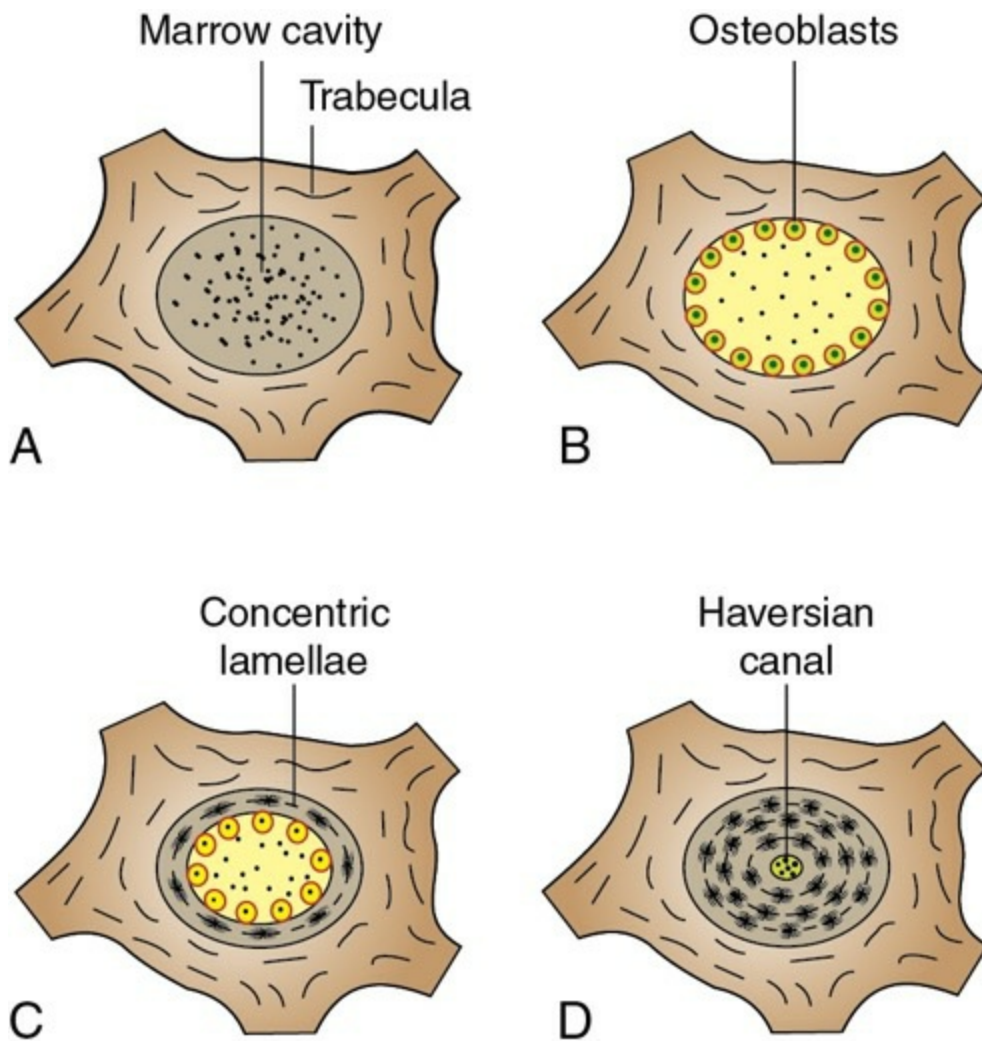 Marrow cavity
Trabecula
A
Osteoblasts
B
Concentric
lamellae
C
Haversian
canal
D